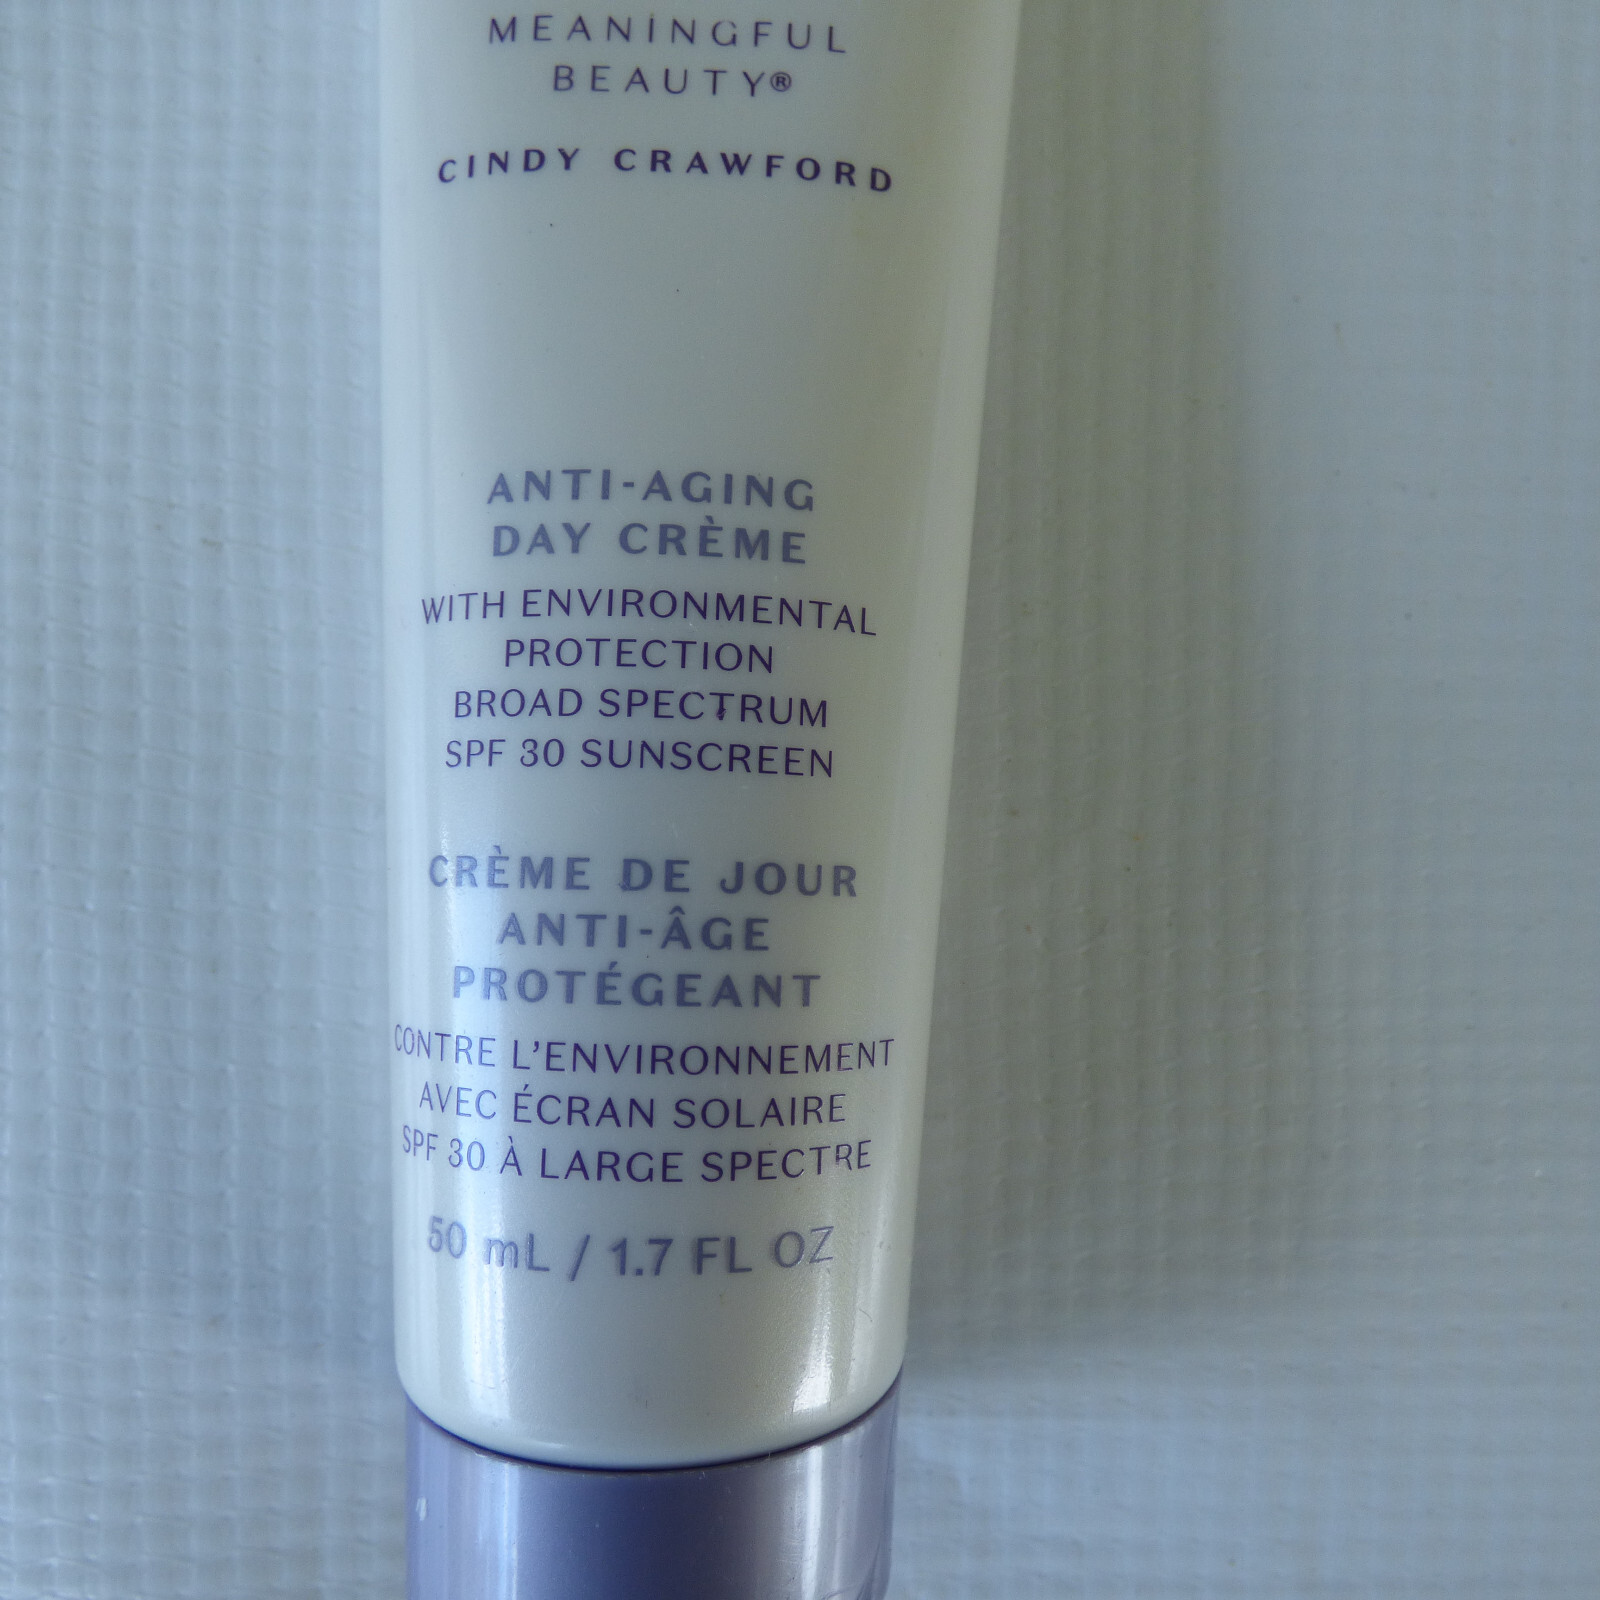 MEANINGFUL
BEAUTY®
CINDY CRAWFORD
ANTI-AGING
DAY CRÈME
WITH ENVIRONMENTAL
PROTECTION
BROAD SPECTRUM
SPF 30 SUNSCREEN
CRÈME DE JOUR
ANTI-ÂGE
PROTÉGEANT
CONTRE L'ENVIRONNEMENT
AVEC ÉCRAN SOLAIRE
SPF 30 À LARGE SPECTRE
50 mL / 1.7 FL OZ